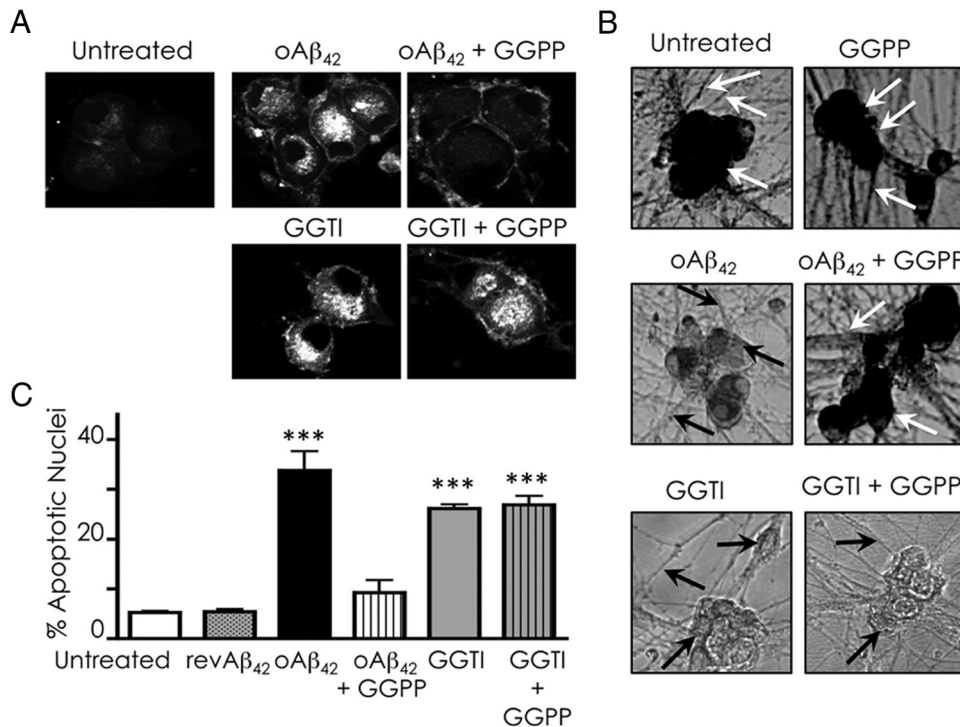 A
Untreated
oAβ42
oAβ42 + GGPP
GGTI
GGTI + GGPP
B
Untreated
GGPP
oAβ42
oAβ42 + GGPP
GGTI
GGTI + GGPP
C
% Apoptotic Nuclei
40
20
0
***
***
***
Untreated
revAβ42
oAβ42
oAβ42
+ GGPP
GGTI
GGTI
+
GGPP